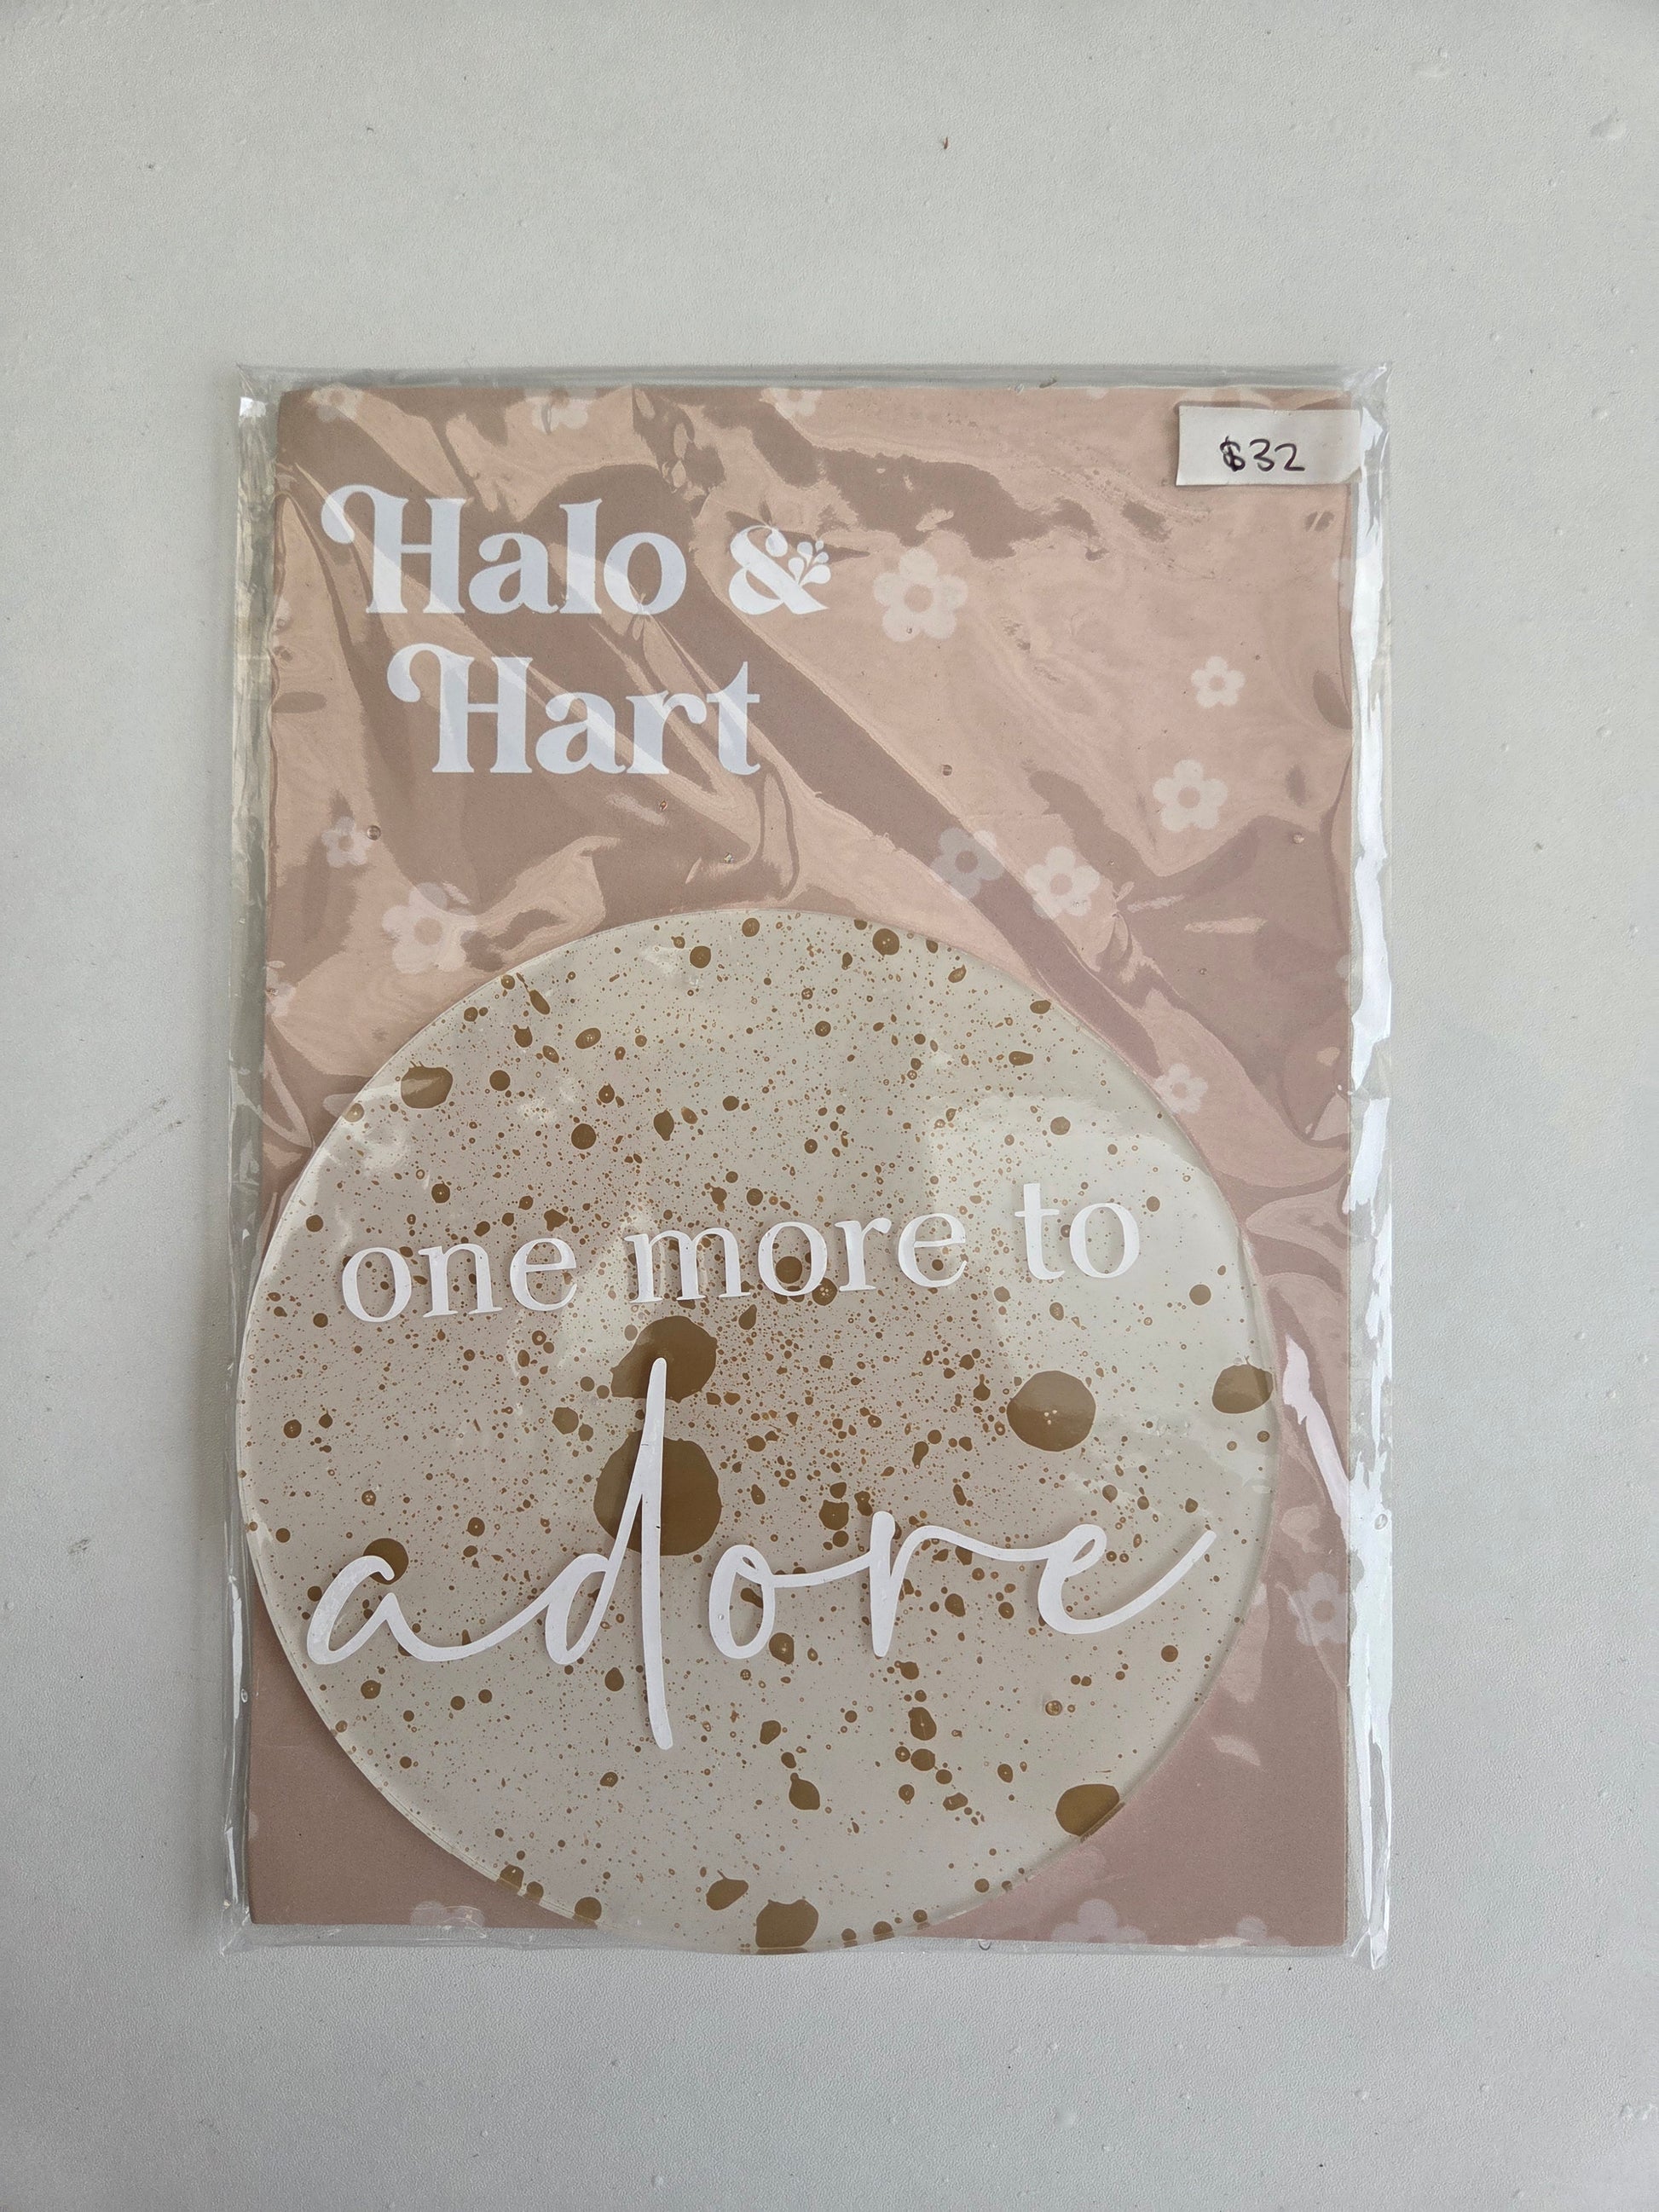 $32
Halo &
Hart
one more to
adore